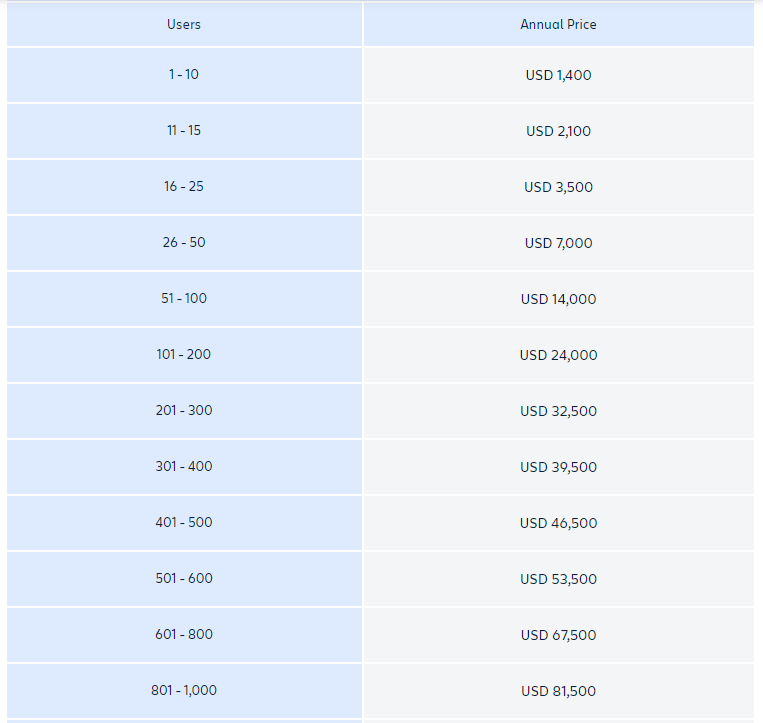 Users Annual Price
1 - 10 USD 1,400
11 - 15 USD 2,100
16 - 25 USD 3,500
26 - 50 USD 7,000
51 - 100 USD 14,000
101 - 200 USD 24,000
201 - 300 USD 32,500
301 - 400 USD 39,500
401 - 500 USD 46,500
501 - 600 USD 53,500
601 - 800 USD 67,500
801 - 1,000 USD 81,500